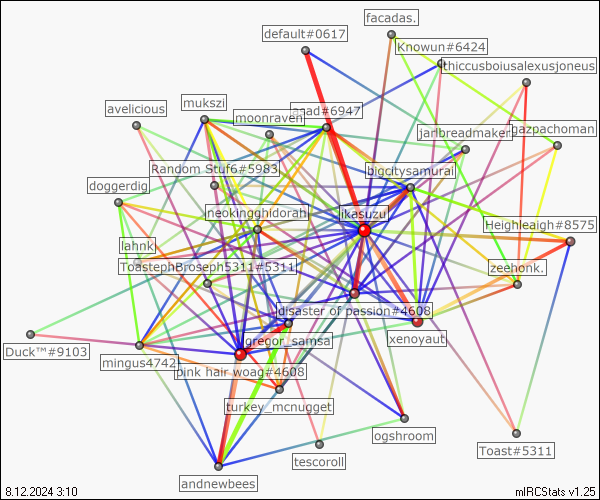 facadas.
default#0617
Knowun#6424
thiccusboiusalexusjoneus
avelicious
mukszi
moonraven
jarlbreadmaker
gazpachoman
Random Stuf6#5983
bigcitysamurai
doggerdig
neokingghidorah
ikasuzu
Heighleaigh#8575
lahnk
ToastephBroseph5311#5311
zeehonk.
disaster of passion#4608
gregor_samsa
xenoyaut
Duck™#9103
mingus4742
pink hair woag#4608
turkey_mcnugget
ogshroom
Toast#5311
tescoroll
andnewbees
8.12.2024 3:10
mIRCStats v1.25